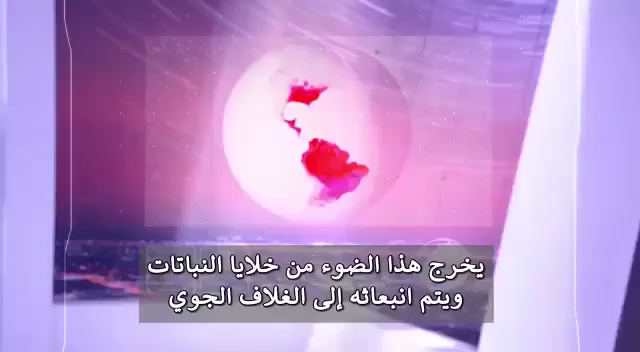 يخرج هذا الضوء من خلايا النباتات
ويتم انبعاثه إلى الغلاف الجوي